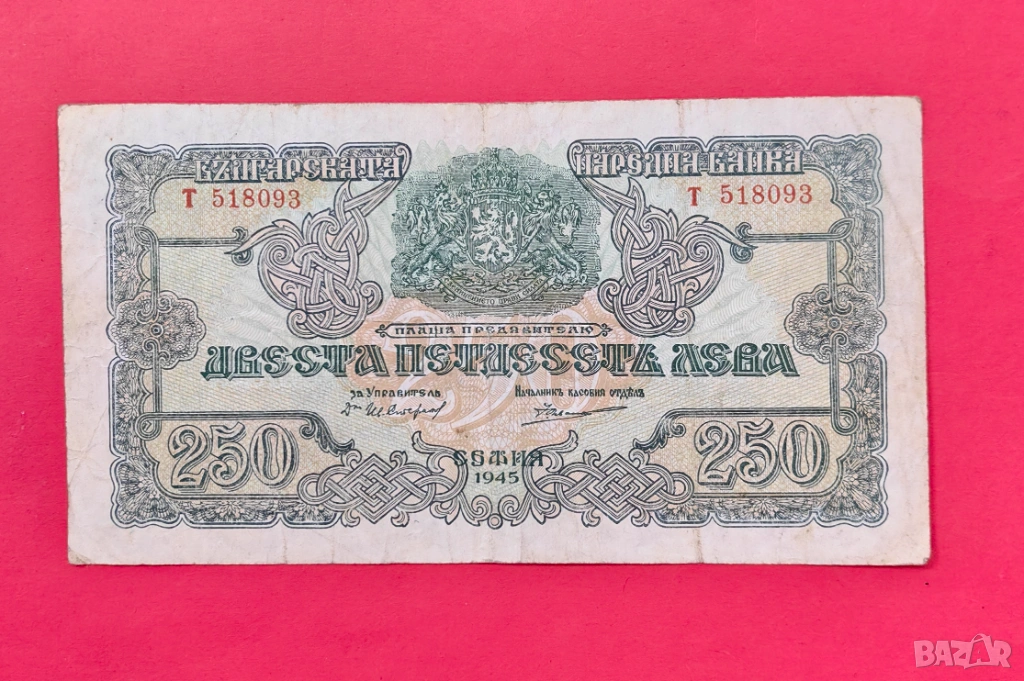 БЪЛГАРСКАТА НАРОДНА БАНКА
Т 518093 Т 518093
ПЛАЩА ПРЕДЯВИТЕЛЮ
ДВЕСТА ПЕТДЕСЕТЬ ЛЕВА
за Управитель Началникъ касовия отдѣлъ
250 СОФИЯ 250
1945
BAZAR